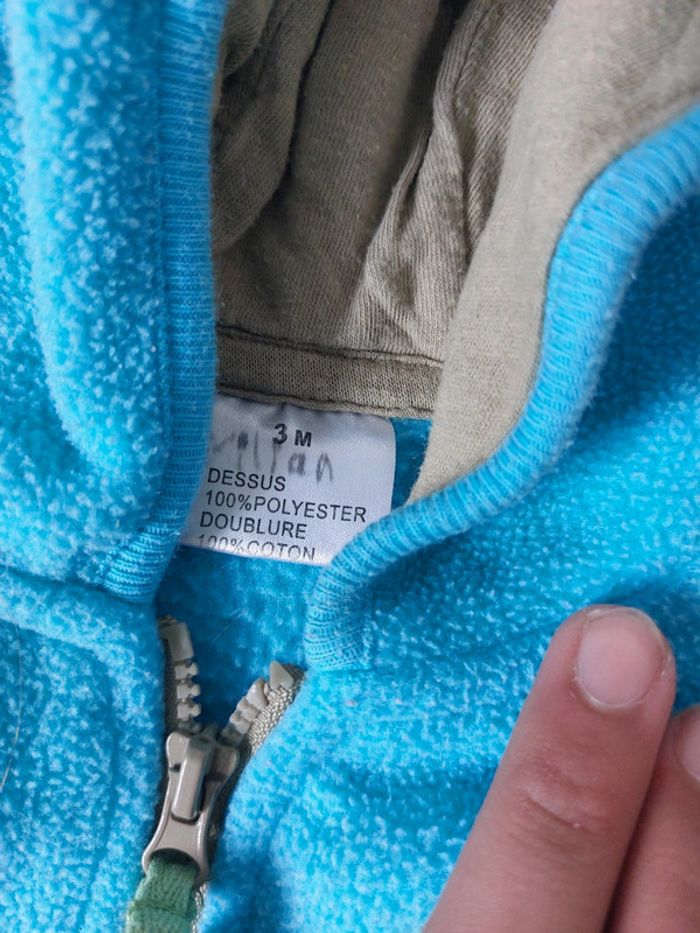 3 M
DESSUS
100%POLYESTER
DOUBLURE
100%COTON